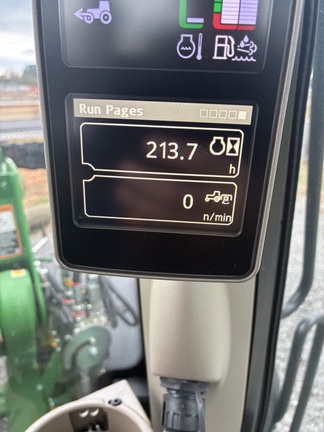 Run Pages
213.7
h
0
n/min